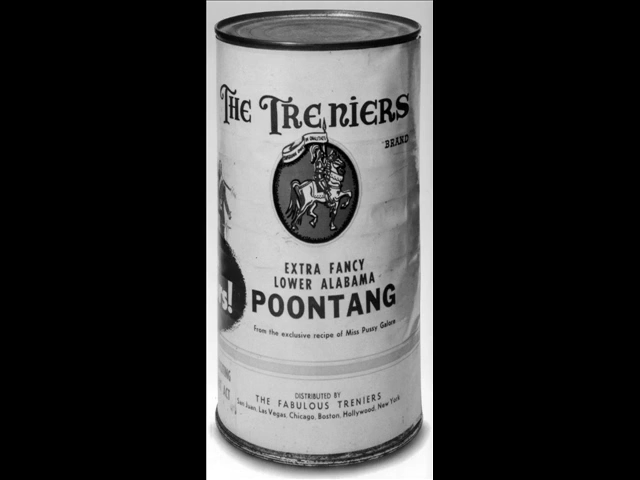 THE TRENIERS
BRAND
EXTRA FANCY
LOWER ALABAMA
POONTANG
From the exclusive recipe of Miss Pussy Galore
s!
ACT
DISTRIBUTED BY
THE FABULOUS TRENIERS
San Juan, Las Vegas, Chicago, Boston, Hollywood, New York